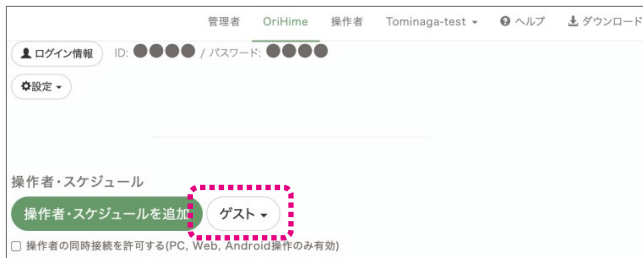 管理者 OriHime 操作者 Tominaga-test ヘルプ ダウンロード
ログイン情報 ID: ●●●● / パスワード: ●●●●
設定
操作者・スケジュール
操作者・スケジュールを追加 ゲスト
操作者の同時接続を許可する(PC, Web, Android操作のみ有効)